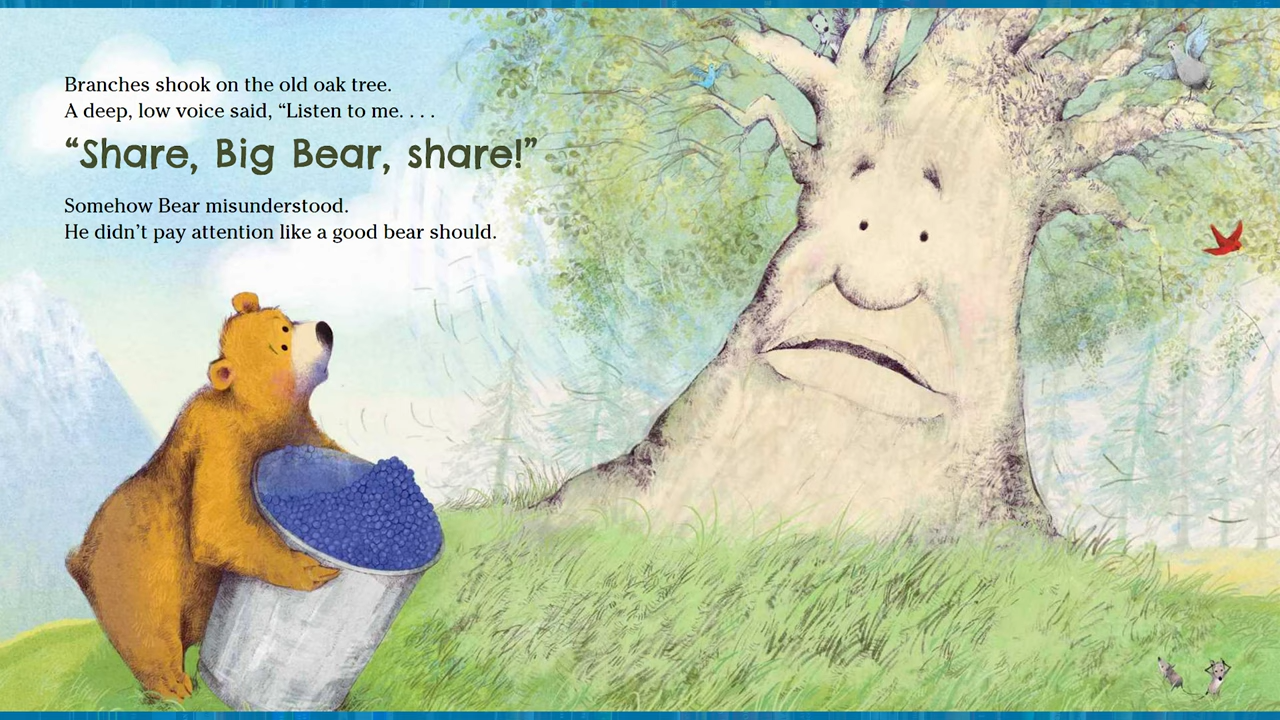 Branches shook on the old oak tree.
A deep, low voice said, “Listen to me. . . .
“Share, Big Bear, share!”
Somehow Bear misunderstood.
He didn’t pay attention like a good bear should.